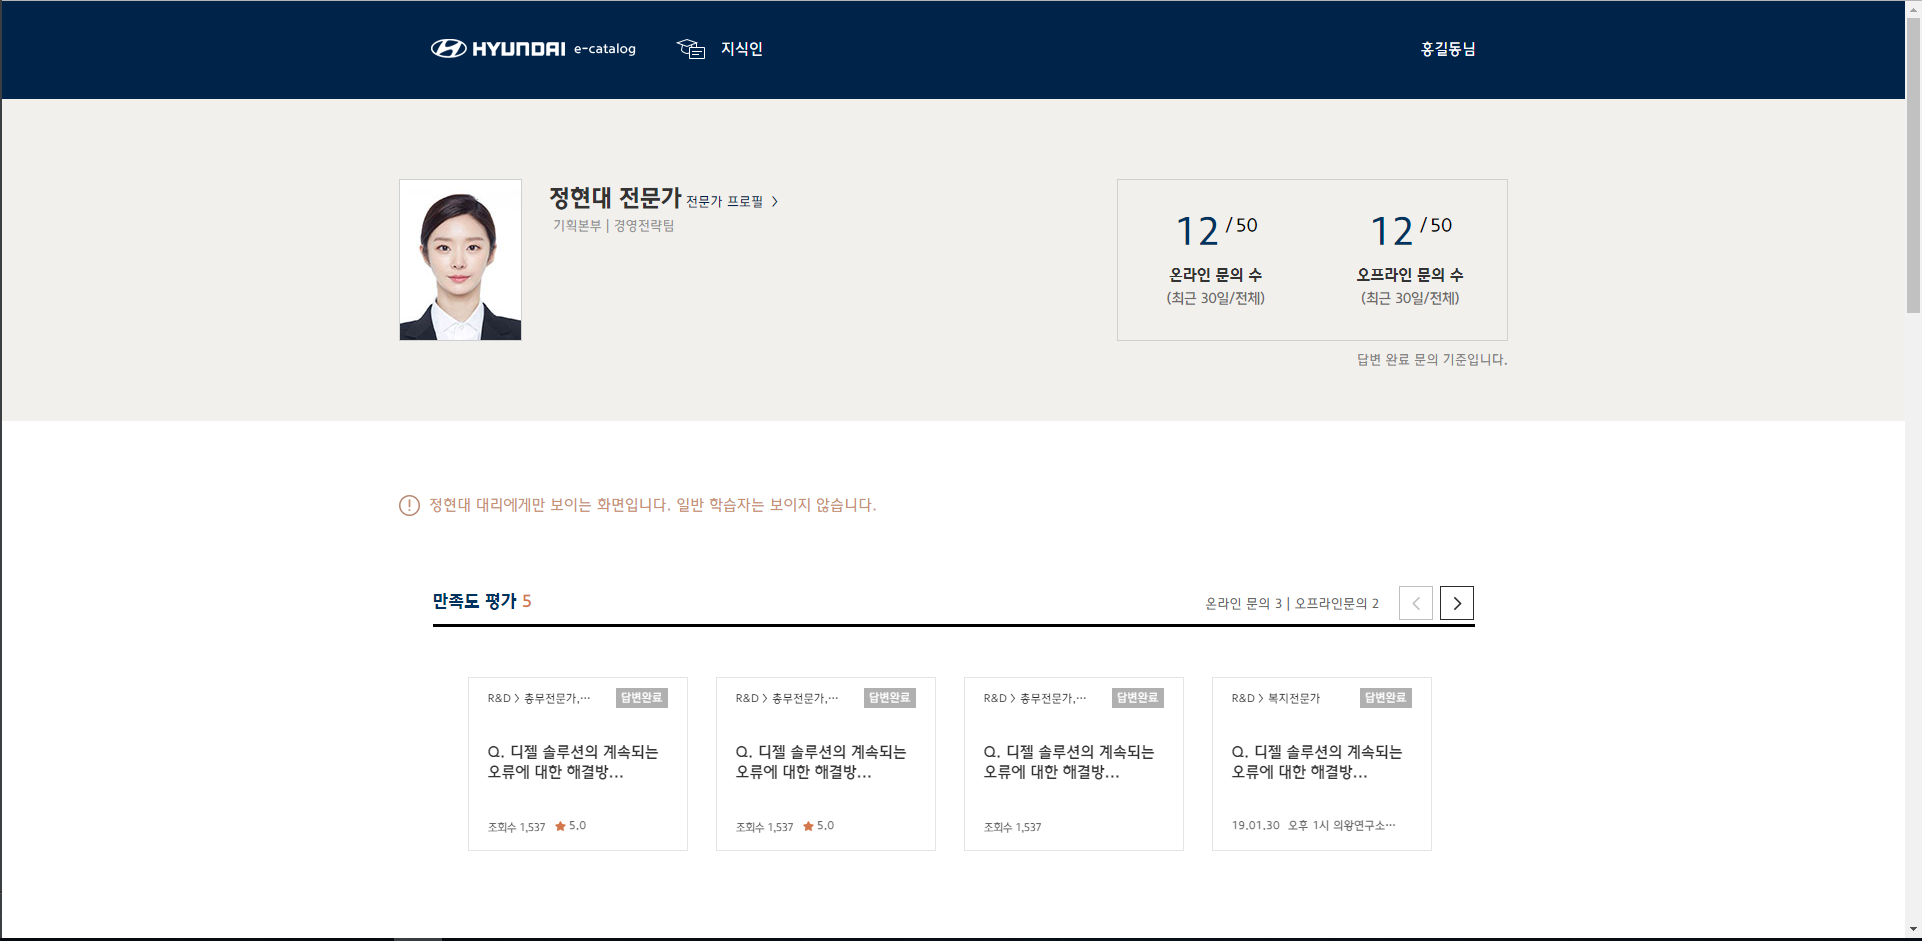 HYUNDAI e-catalog 지식인 홍길동님
정현대 전문가 전문가 프로필 >
기획본부 | 경영전략팀
12 / 50 12 / 50
온라인 문의 수 오프라인 문의 수
(최근 30일/전체) (최근 30일/전체)
답변 완료 문의 기준입니다.
정현대 대리에게만 보이는 화면입니다. 일반 학습자는 보이지 않습니다.
만족도 평가 5 온라인 문의 3 | 오프라인문의 2
R&D > 총무전문가,… 답변완료
Q. 디젤 솔루션의 계속되는
오류에 대한 해결방...
조회수 1,537 ★ 5.0
R&D > 총무전문가,… 답변완료
Q. 디젤 솔루션의 계속되는
오류에 대한 해결방...
조회수 1,537 ★ 5.0
R&D > 총무전문가,… 답변완료
Q. 디젤 솔루션의 계속되는
오류에 대한 해결방...
조회수 1,537
R&D > 복지전문가 답변완료
Q. 디젤 솔루션의 계속되는
오류에 대한 해결방...
19.01.30 오후 1시 의왕연구소…